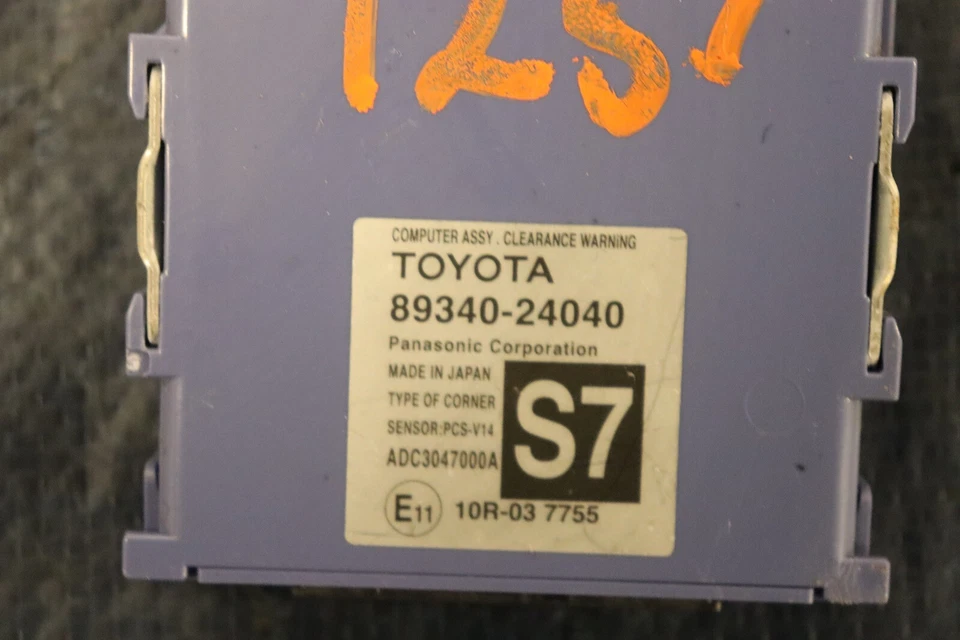 COMPUTER ASSY . CLEARANCE WARNING
TOYOTA
89340-24040
Panasonic Corporation
MADE IN JAPAN
TYPE OF CORNER
SENSOR:PCS-V14
ADC3047000A
S7
E11 10R-03 7755